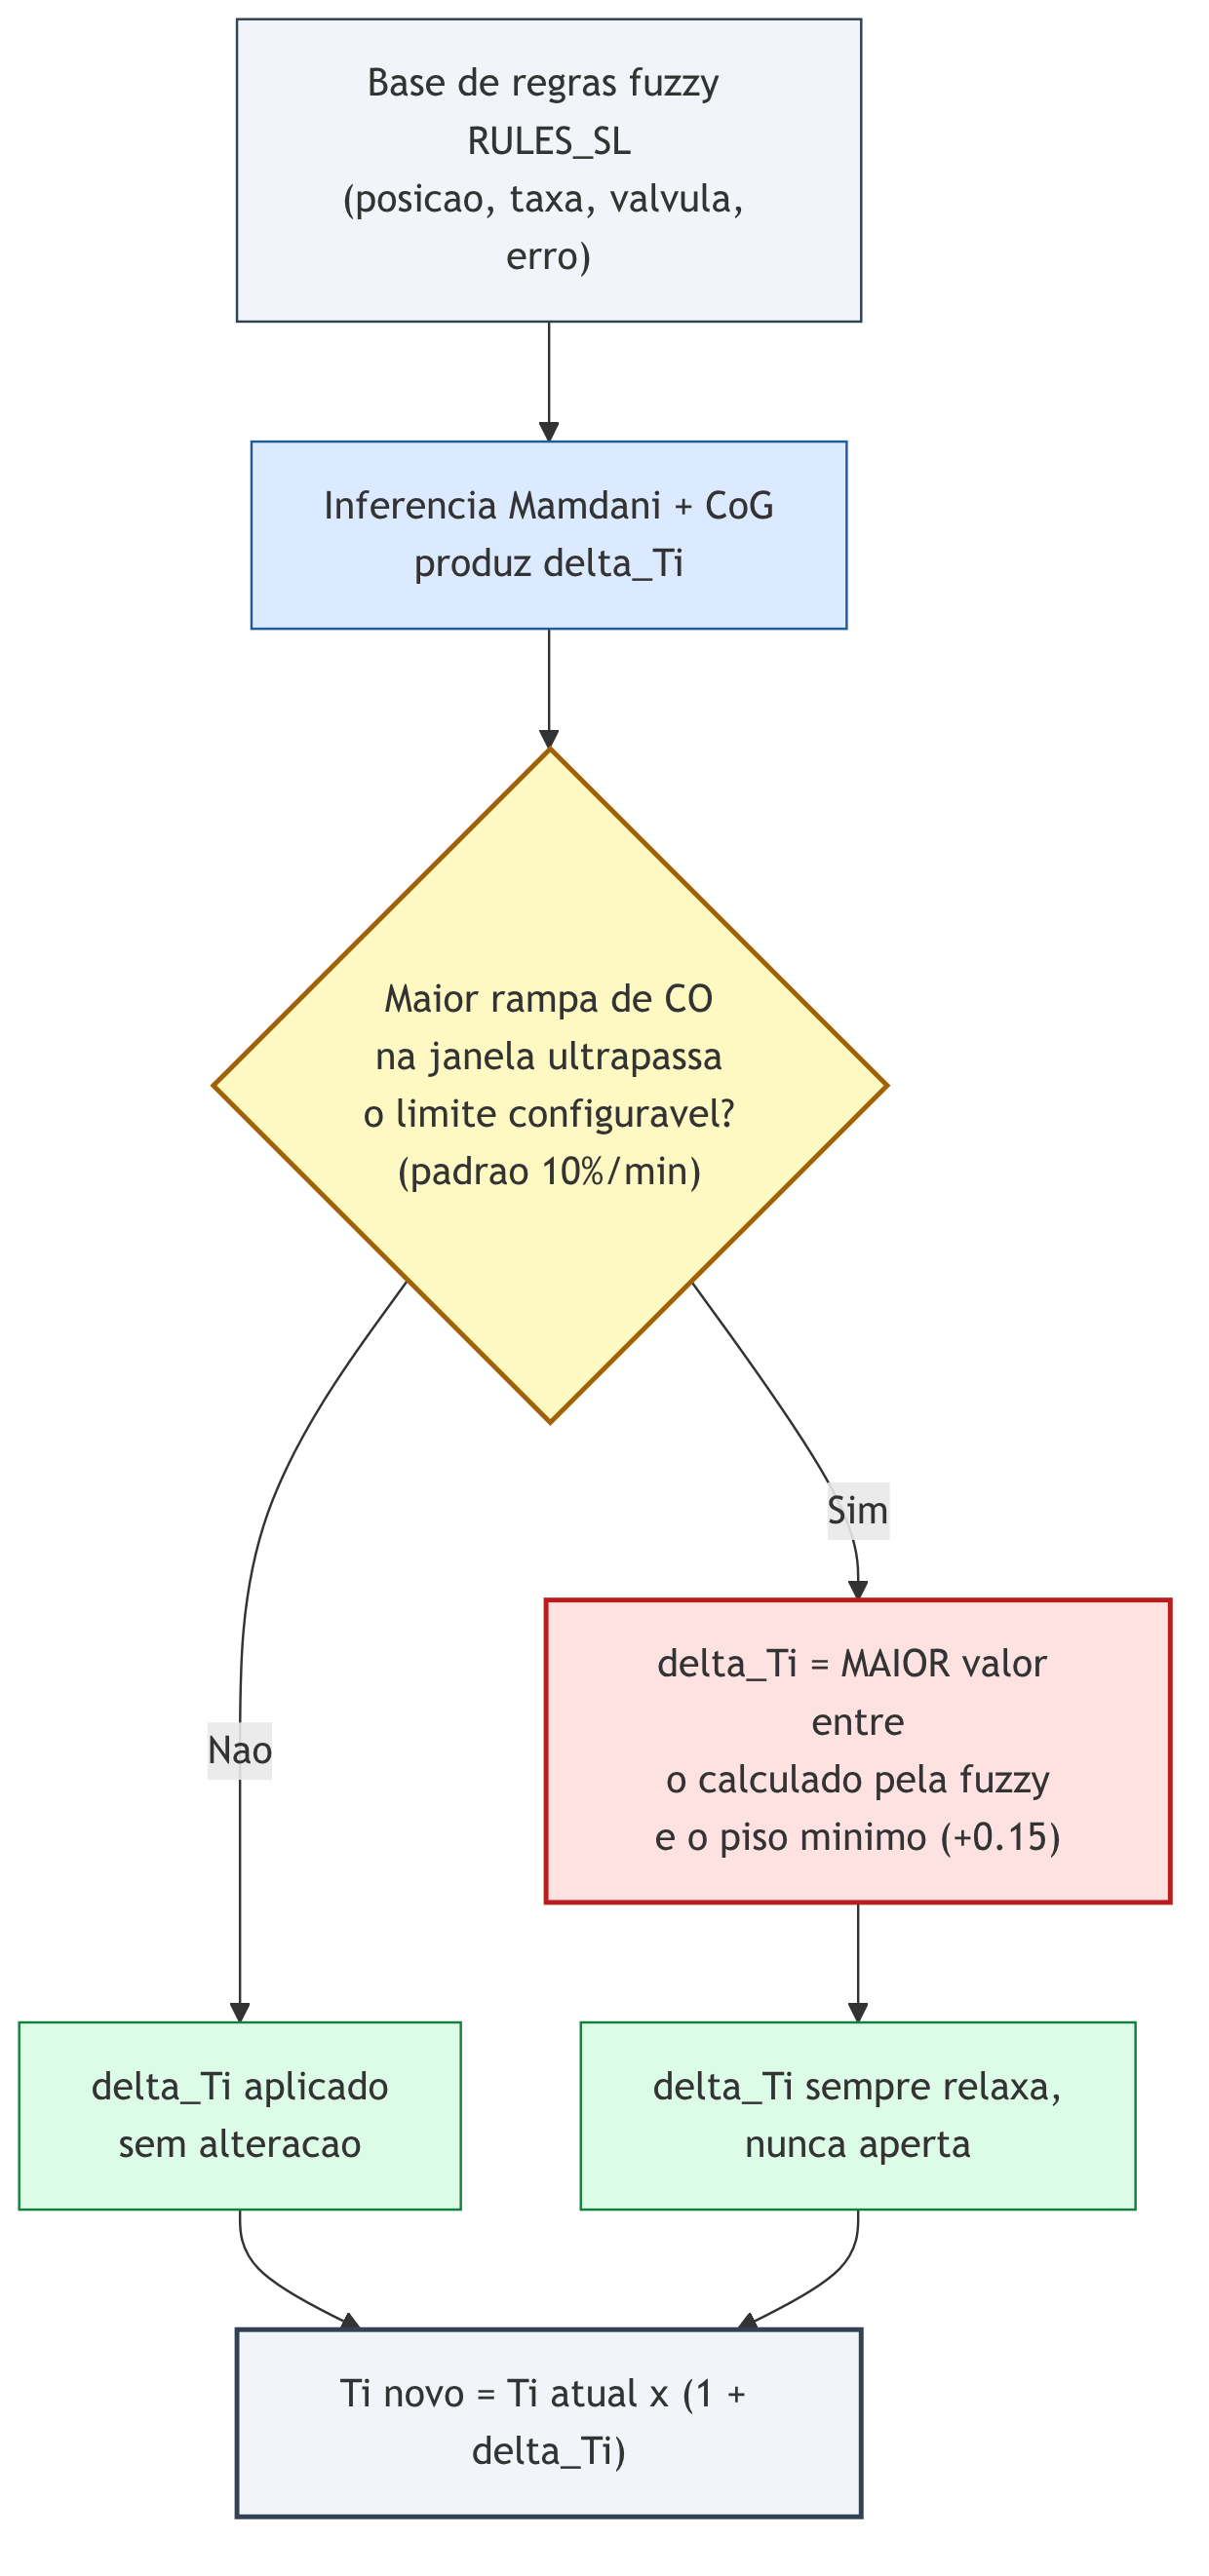 Base de regras fuzzy
RULES_SL
(posicao, taxa, valvula,
erro)
Inferencia Mamdani + CoG
produz delta_Ti
Maior rampa de CO
na janela ultrapassa
o limite configuravel?
(padrao 10%/min)
Sim
delta_Ti = MAIOR valor
entre
o calculado pela fuzzy
e o piso minimo (+0.15)
Nao
delta_Ti aplicado
sem alteracao
delta_Ti sempre relaxa,
nunca aperta
Ti novo = Ti atual x (1 +
delta_Ti)